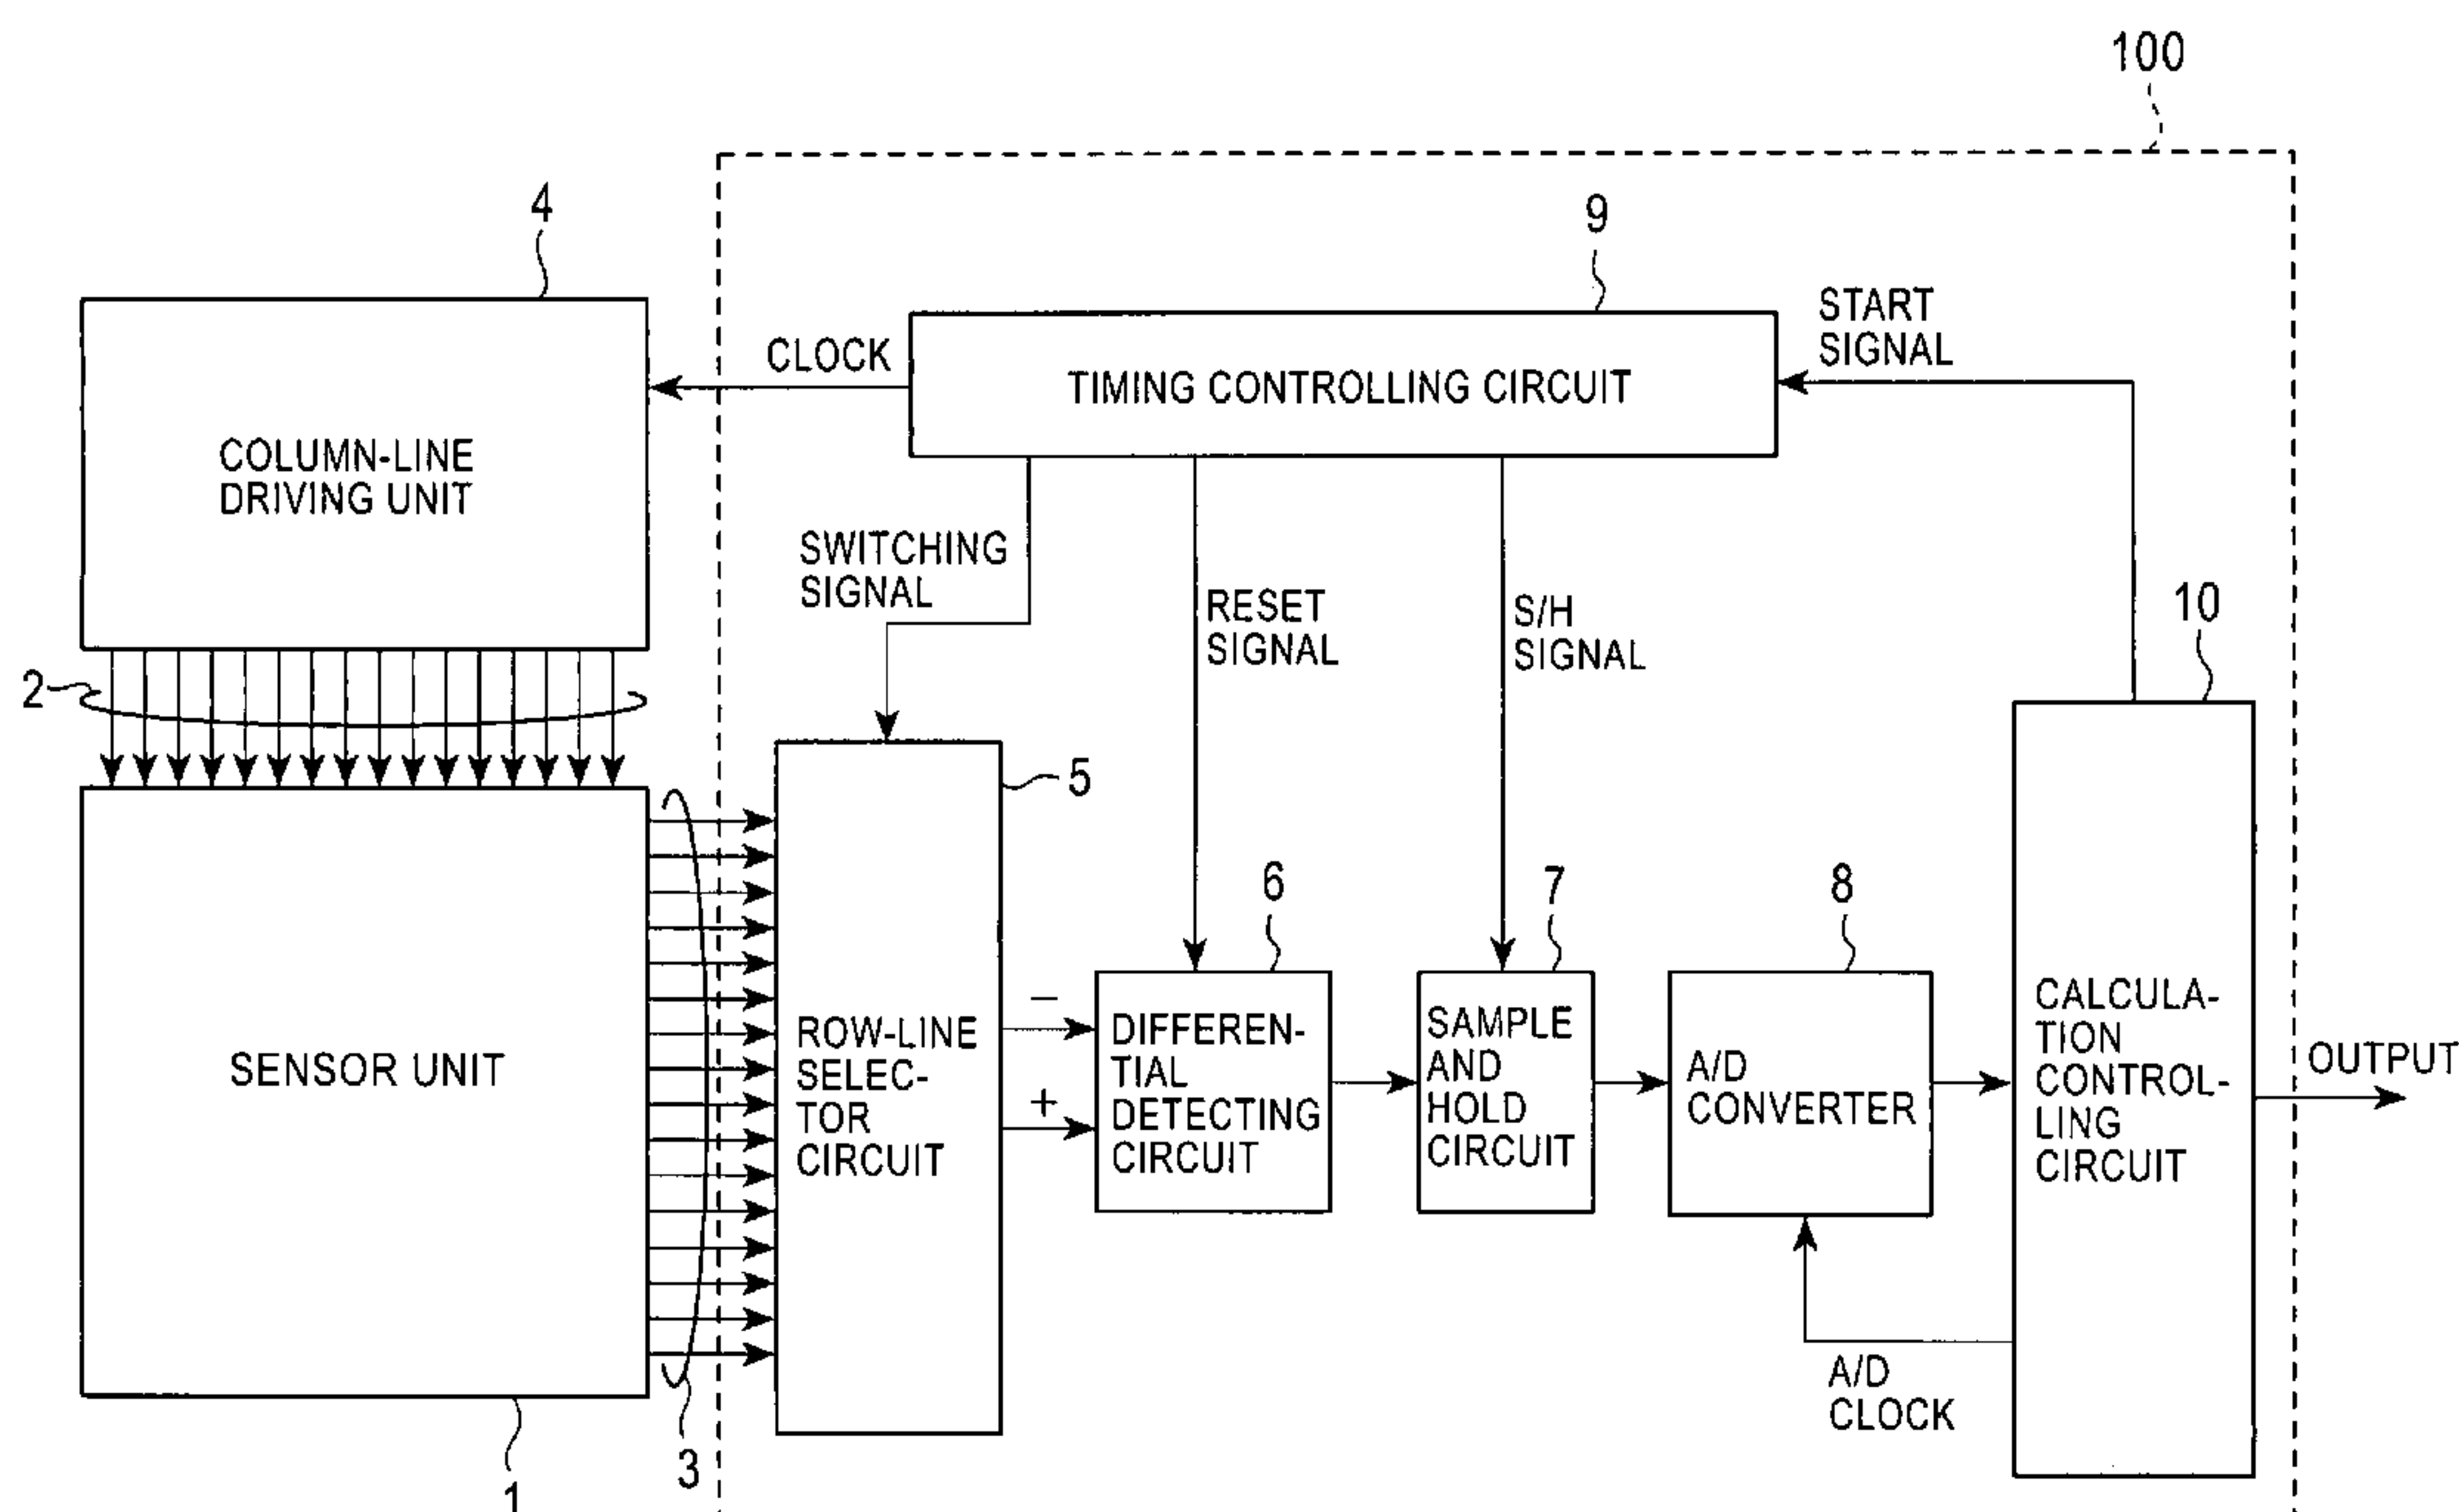 100
4
9
START
SIGNAL
CLOCK
TIMING CONTROLLING CIRCUIT
COLUMN-LINE
DRIVING UNIT
SWITCHING
SIGNAL
RESET
SIGNAL
S/H
SIGNAL
10
2
5
6
7
8
SENSOR UNIT
ROW-LINE
SELEC-
TOR
CIRCUIT
−
+
DIFFEREN-
TIAL
DETECTING
CIRCUIT
SAMPLE
AND
HOLD
CIRCUIT
A/D
CONVERTER
CALCULA-
TION
CONTROL-
LING
CIRCUIT
OUTPUT
A/D
CLOCK
3
1